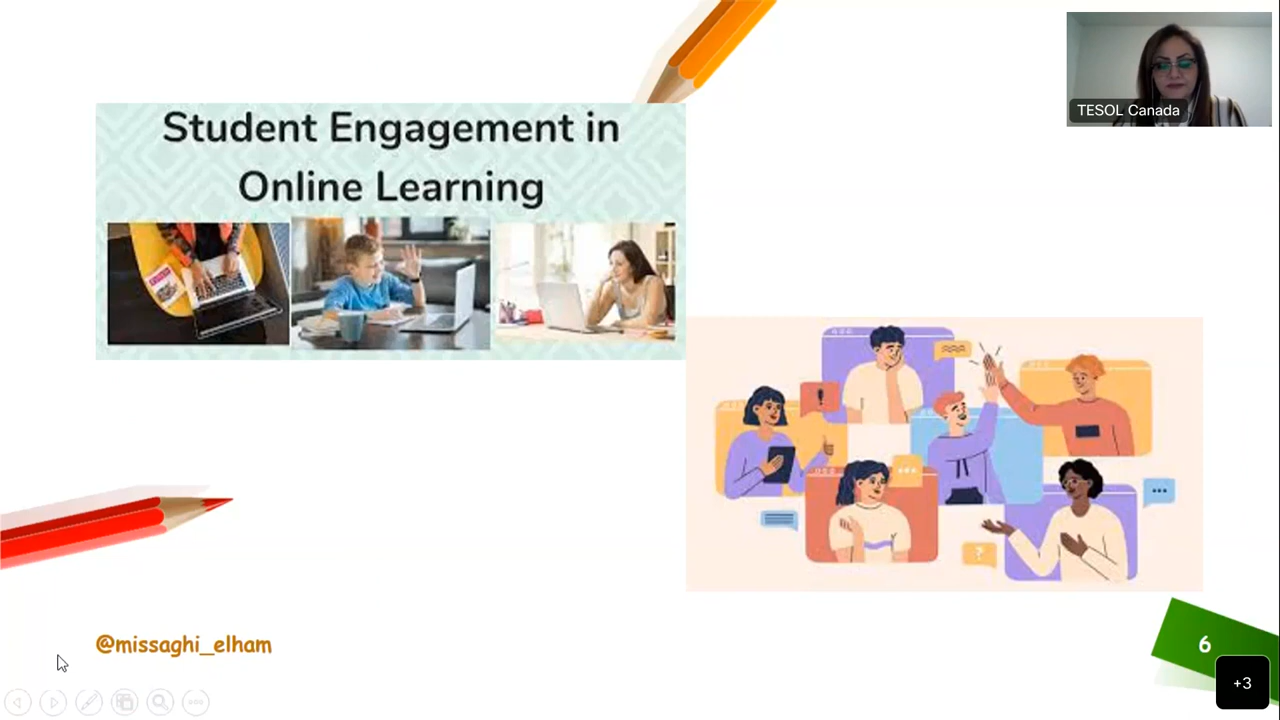 Student Engagement in
Online Learning
TESOL Canada
@missaghi_elham
6
+3